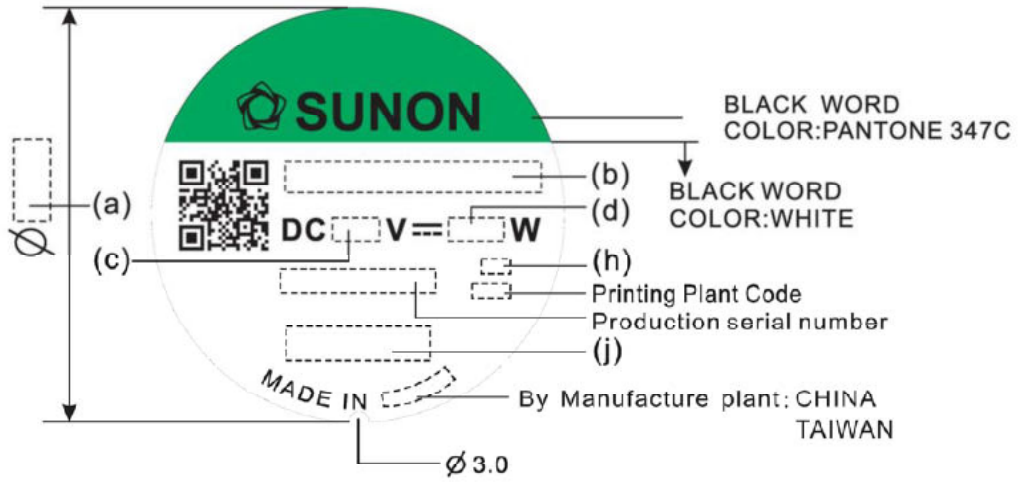 SUNON
BLACK WORD
COLOR:PANTONE 347C
BLACK WORD
COLOR:WHITE
(a)
Ø
(b)
DC V⎓ W
(d)
(c)
(h)
Printing Plant Code
Production serial number
(j)
MADE IN
By Manufacture plant: CHINA
TAIWAN
Ø 3.0